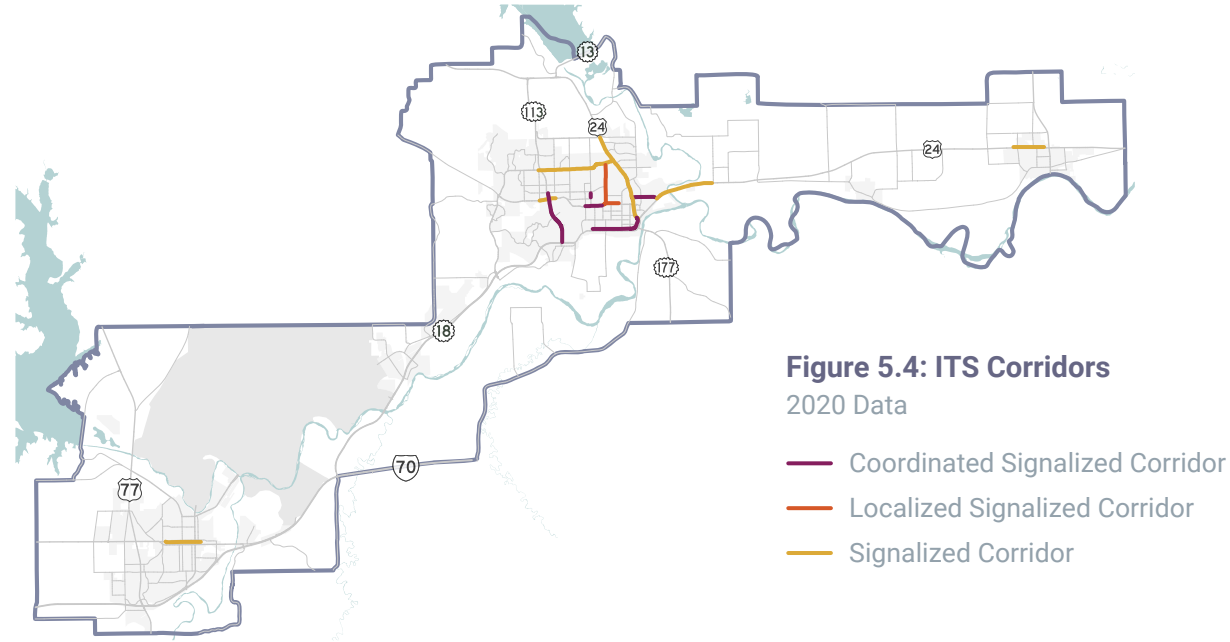 13
113
24
24
177
18
Figure 5.4: ITS Corridors
2020 Data
Coordinated Signalized Corridor
70
77
Localized Signalized Corridor
Signalized Corridor